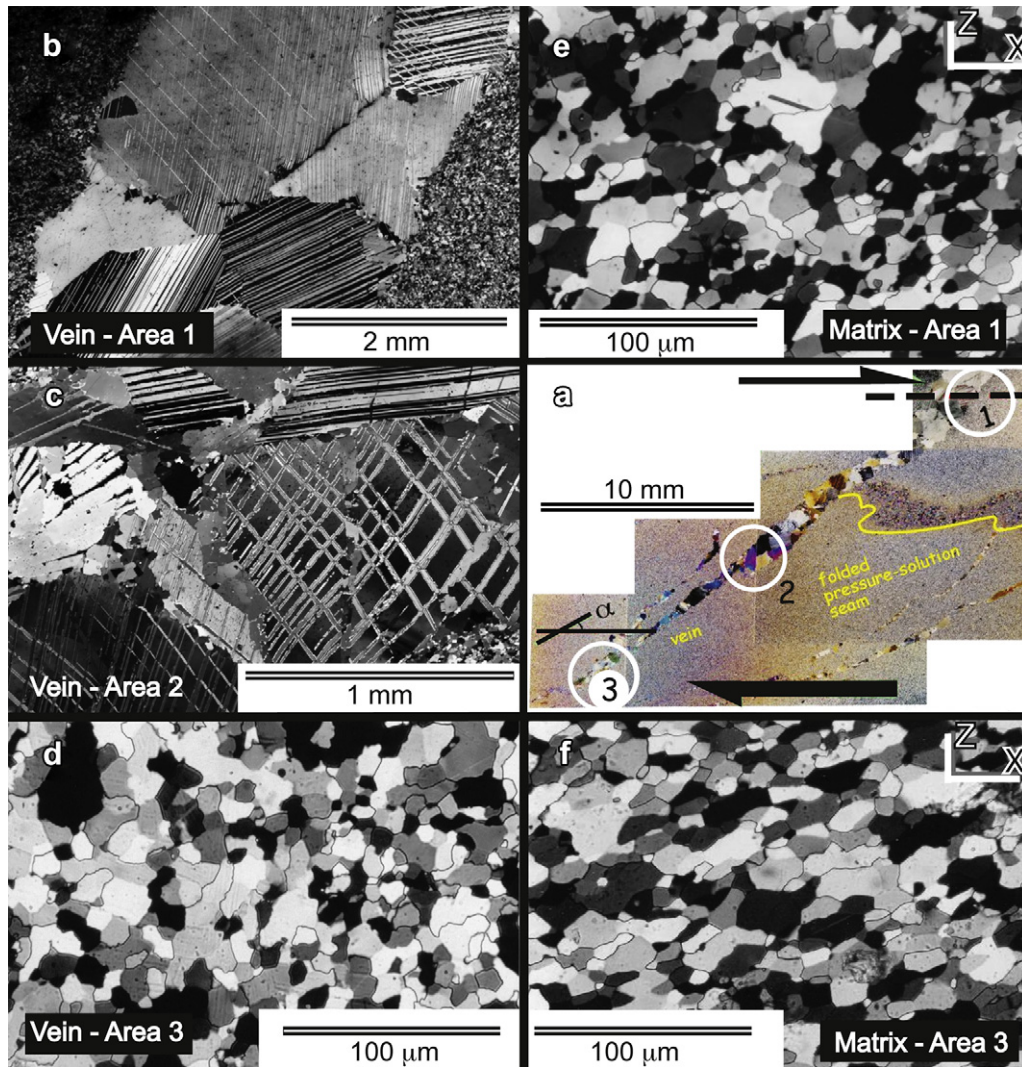 b
Vein - Area 1
2 mm
e
Z
X
100 μm
Matrix - Area 1
c
Vein - Area 2
1 mm
a
1
10 mm
2
folded
pressure-solution
seam
α
vein
3
d
Vein - Area 3
100 μm
f
Z
X
100 μm
Matrix - Area 3